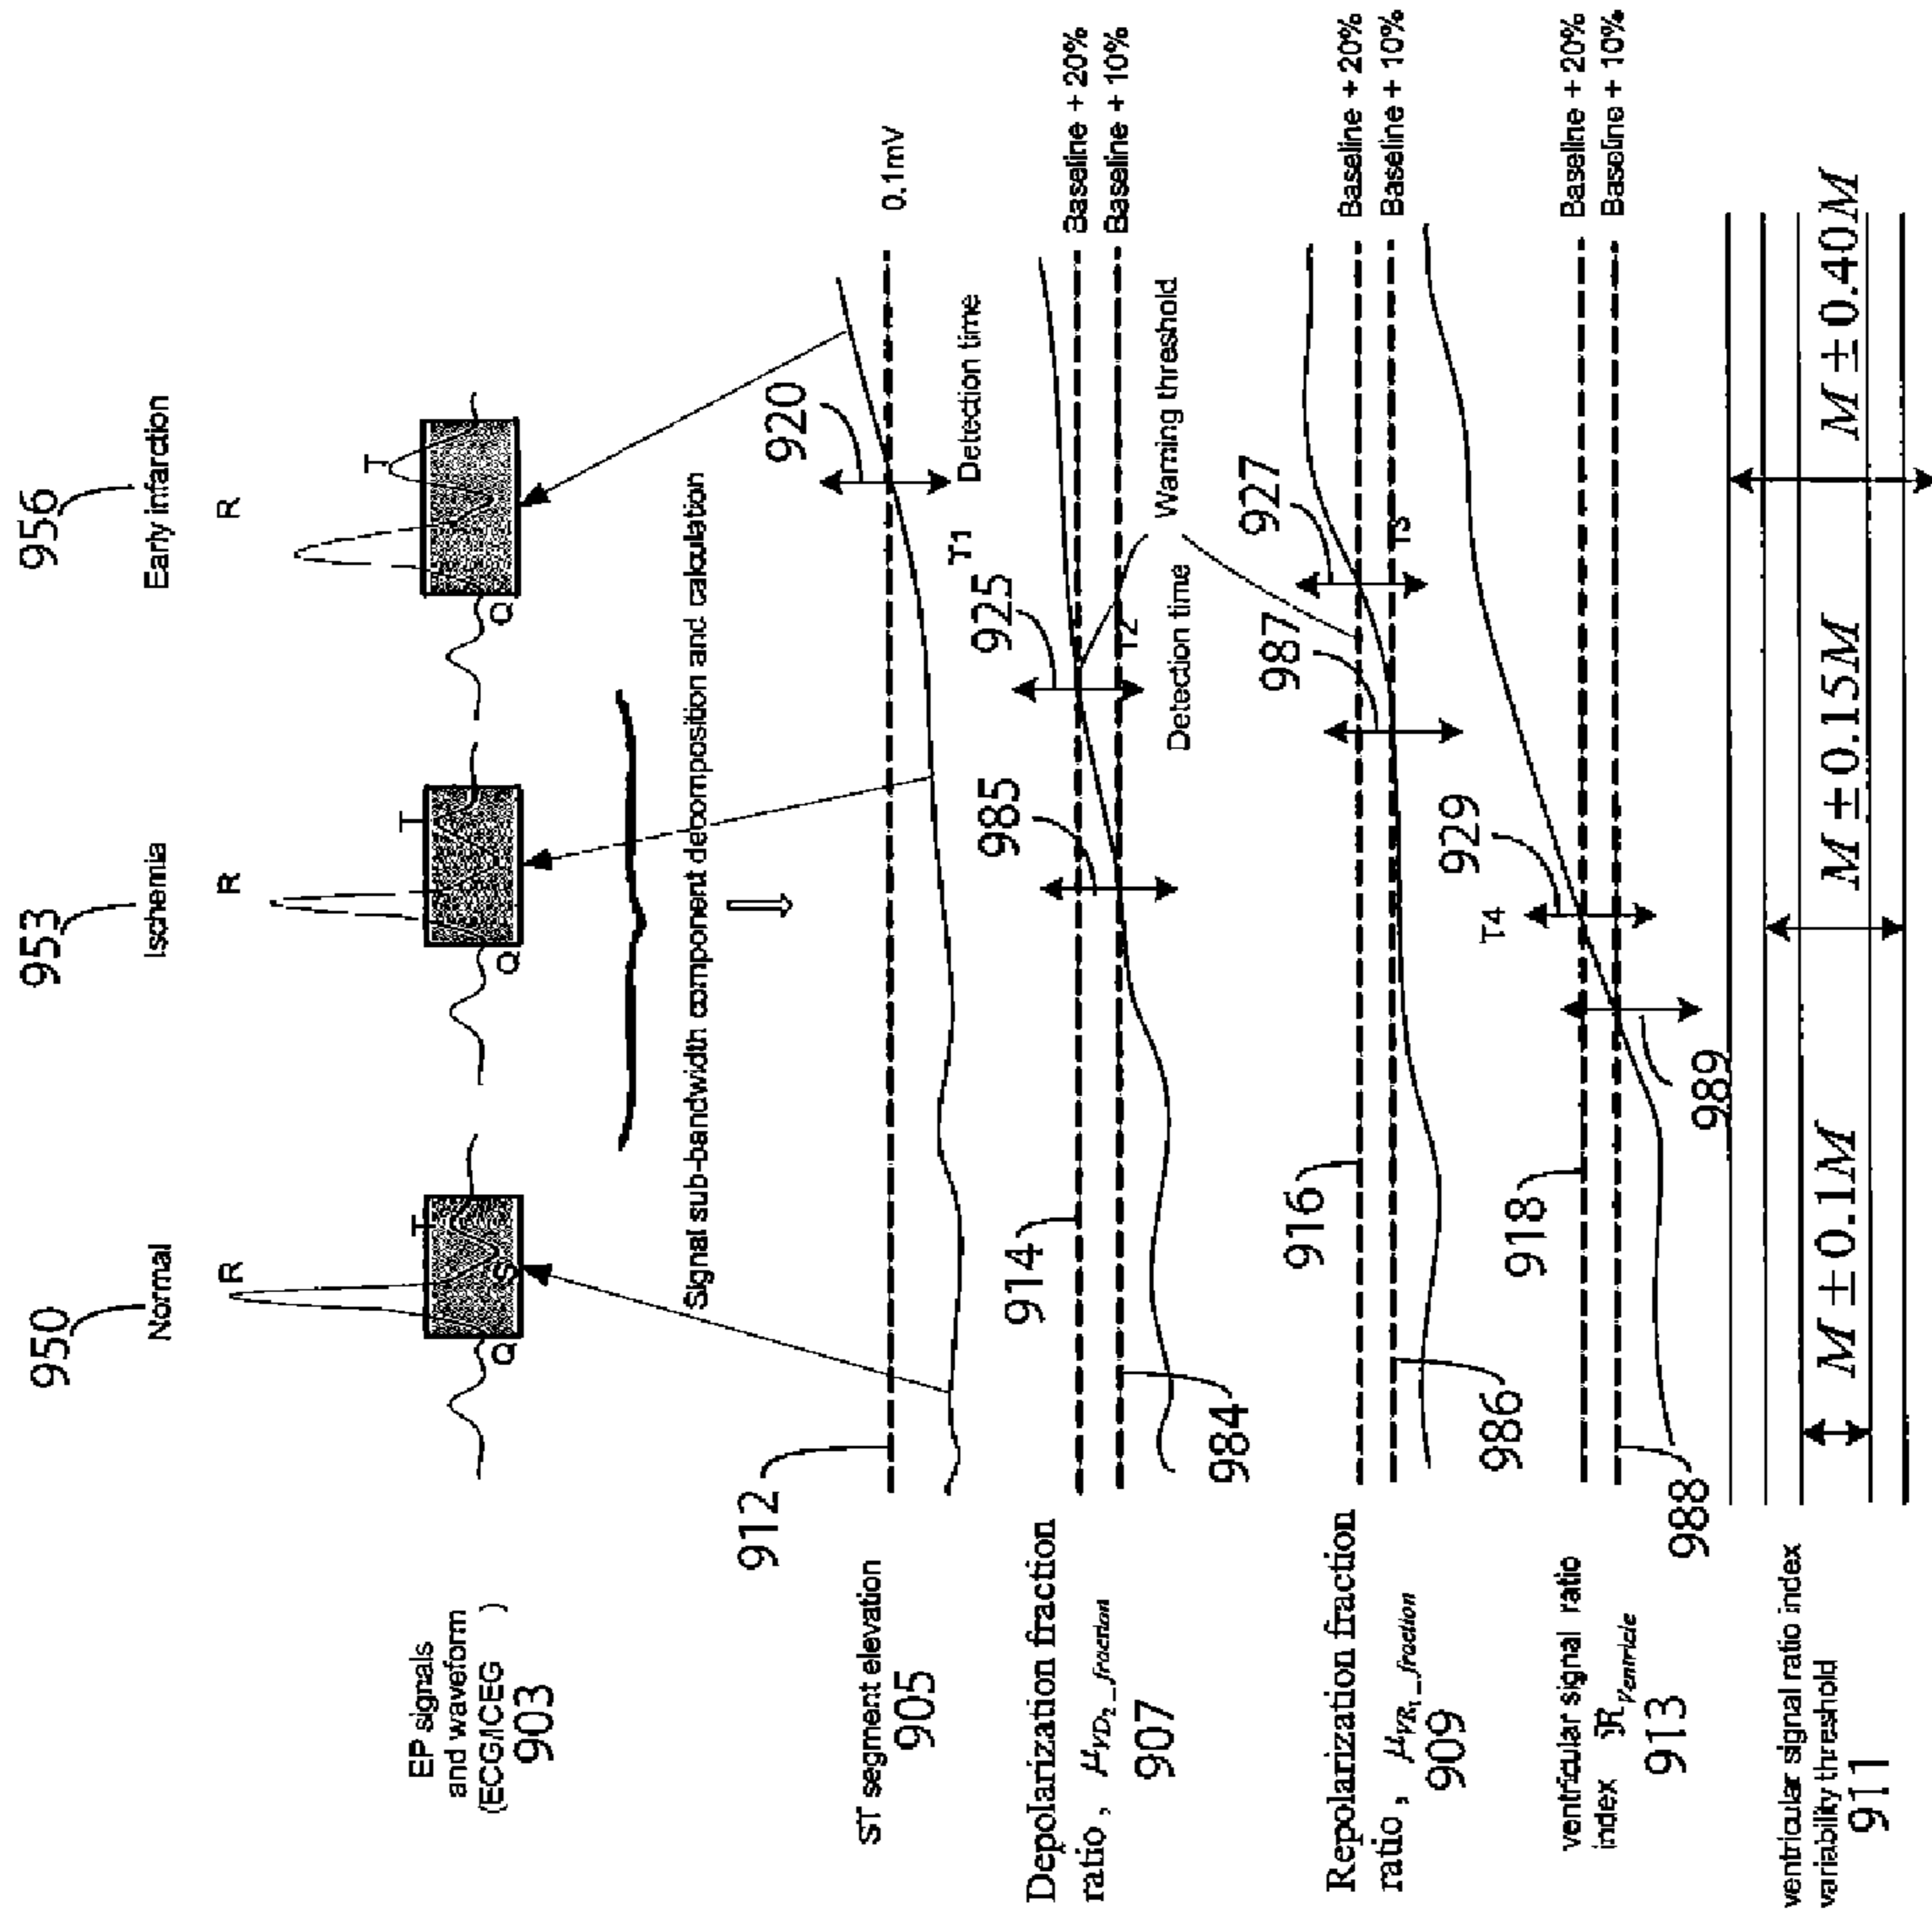 950
953
956
Normal
Ischemia
Early infarction
R
R
R
T
T
T
S
Q
Q
Q
EP signals
and waveform
(ECG/ICEG )
903
Signal sub-bandwidth component decomposition and calculation
912
920
0.1mV
ST segment elevation
905
T1
Detection time
914
985
925
Baseline + 20%
Baseline + 10%
Depolarization fraction
ratio , μVD2_fraction
907
984
T2
Detection time
Warning threshold
916
987
927
Baseline + 20%
Baseline + 10%
T3
Repolarization fraction
ratio , μVR1_fraction
909
986
918
T4
929
Baseline + 20%
Baseline + 10%
ventricular signal ratio
index ℜVentricle
913
988
989
ventricular signal ratio index
variability threshold
911
M ± 0.1M
M ± 0.15M
M ± 0.40M